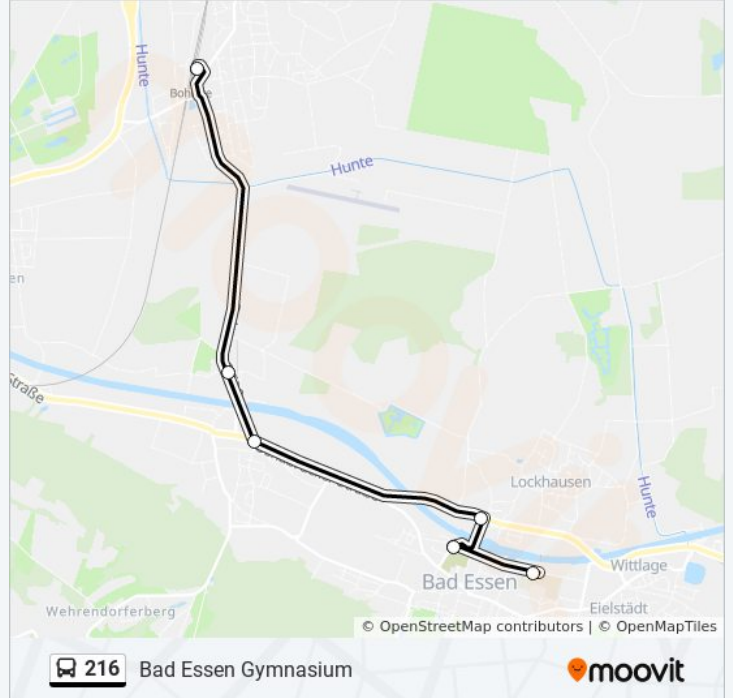 Hunte
Hunte
en
Straße
Lockhausen
Hunte
Wittlage
Bad Essen
Eielstädt
Wehrendorferberg
© OpenStreetMap contributors | © OpenMapTiles
216 Bad Essen Gymnasium
moovit